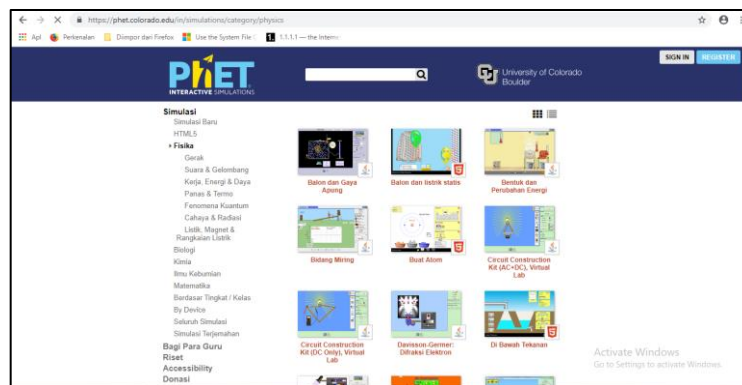 https://phet.colorado.edu/in/simulations/category/physics
Apl Perkenalan Diimpor dari Firefox Use the System File 1.1.1.1 — the Interne
SIGN IN REGISTER
PhET
INTERACTIVE SIMULATIONS
University of Colorado
Boulder
Simulasi
Simulasi Baru
HTML5
Fisika
Gerak
Suara & Gelombang
Kerja, Energi & Daya
Panas & Termo
Fenomena Kuantum
Cahaya & Radiasi
Listik, Magnet &
Rangkaian Listrik
Biologi
Kimia
Ilmu Kebumian
Matematika
Berdasar Tingkat / Kelas
By Device
Seluruh Simulasi
Simulasi Terjemahan
Bagi Para Guru
Riset
Accessibility
Donasi
Balon dan Gaya
Apung
Balon dan listrik statis
Bentuk dan
Perubahan Energi
Bidang Miring
Buat Atom
Circuit Construction
Kit (AC+DC), Virtual
Lab
Circuit Construction
Kit (DC Only), Virtual
Lab
Davisson-Germer:
Difraksi Elektron
Di Bawah Tekanan
Activate Windows
Go to Settings to activate Windows.